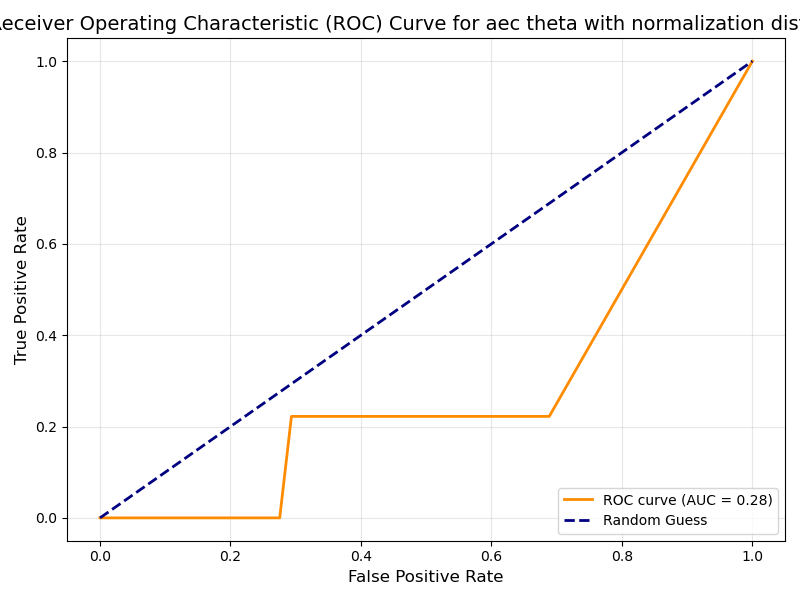 eceiver Operating Characteristic (ROC) Curve for aec theta with normalization dis
1.0
0.8
0.6
0.4
0.2
0.0
True Positive Rate
0.0 0.2 0.4 0.6 0.8 1.0
False Positive Rate
ROC curve (AUC = 0.28)
Random Guess